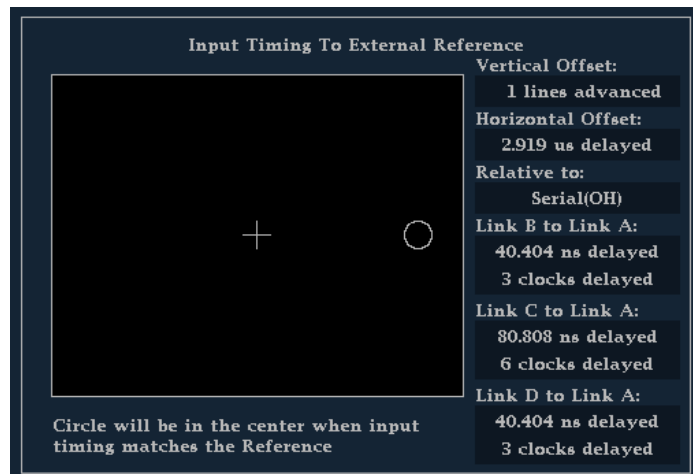 Input Timing To External Reference
Vertical Offset:
1 lines advanced
Horizontal Offset:
2.919 us delayed
Relative to:
Serial(OH)
Link B to Link A:
40.404 ns delayed
3 clocks delayed
Link C to Link A:
80.808 ns delayed
6 clocks delayed
Link D to Link A:
40.404 ns delayed
3 clocks delayed
Circle will be in the center when input
timing matches the Reference